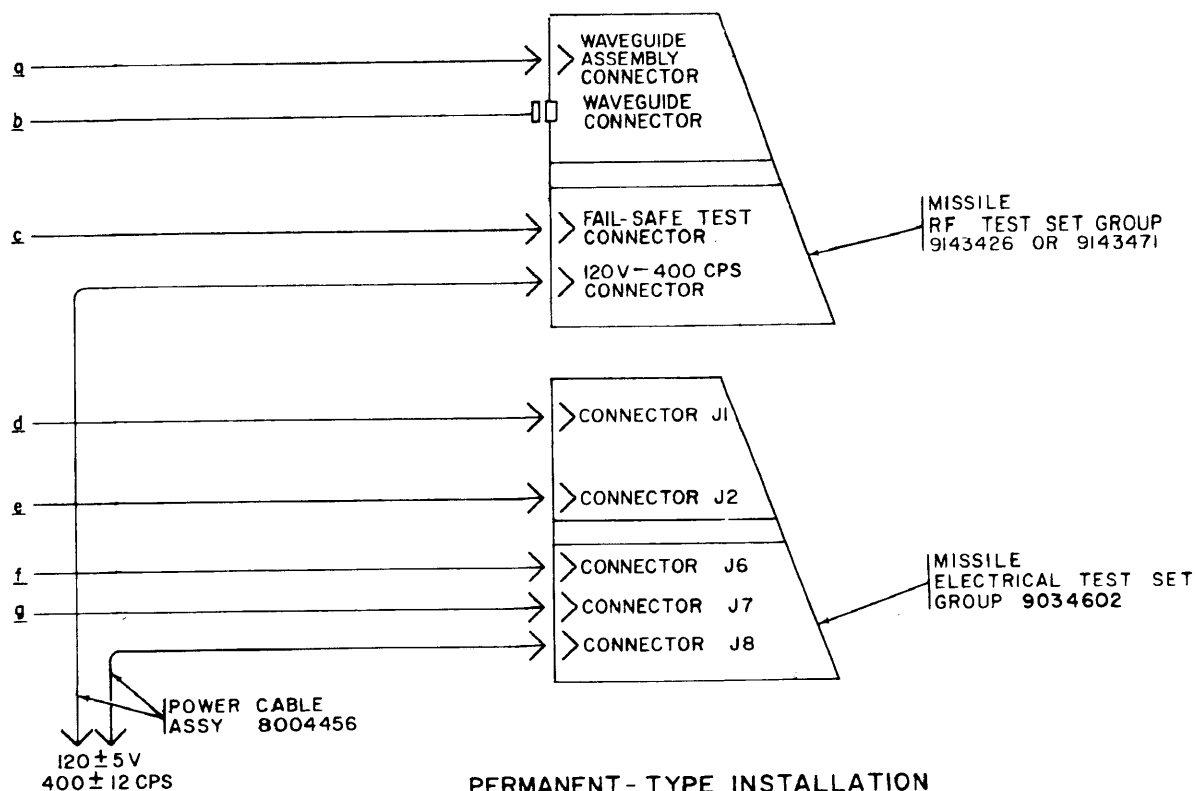 a
WAVEGUIDE
ASSEMBLY
CONNECTOR
b
WAVEGUIDE
CONNECTOR
c
FAIL-SAFE TEST
CONNECTOR
120V-400 CPS
CONNECTOR
MISSILE
RF TEST SET GROUP
9143426 OR 9143471
d
CONNECTOR J1
e
CONNECTOR J2
f
CONNECTOR J6
g
CONNECTOR J7
CONNECTOR J8
MISSILE
ELECTRICAL TEST SET
GROUP 9034602
POWER CABLE
ASSY 8004456
120 ± 5 V
400 ± 12 CPS
PERMANENT-TYPE INSTALLATION